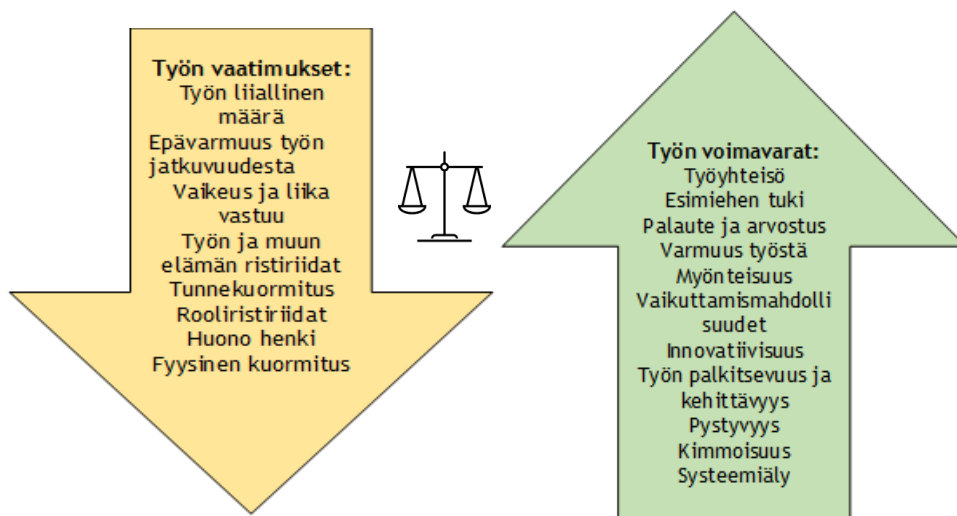 Työn vaatimukset:
Työn liiallinen
määrä
Epävarmuus työn
jatkuvuudesta
Vaikeus ja liika
vastuu
Työn ja muun
elämän ristiriidat
Tunnekuormitus
Rooliristiriidat
Huono henki
Fyysinen kuormitus
Työn voimavarat:
Työyhteisö
Esimiehen tuki
Palaute ja arvostus
Varmuus työstä
Myönteisuus
Vaikuttamismahdolli
suudet
Innovatiivisuus
Työn palkitsevuus ja
kehittävyys
Pystyvyys
Kimmoisuus
Systeemiäly